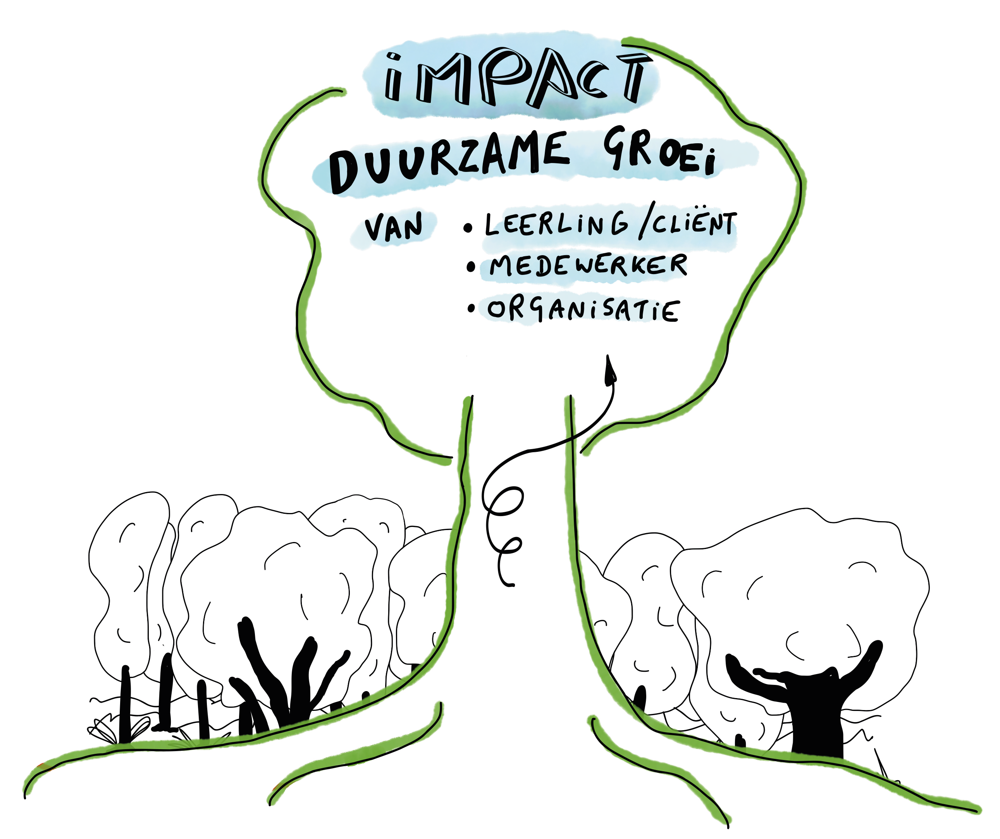 iMPAcT
DUURZAME GROEi
VAN • LEERLiNG/CLiËNT
• MEDEWERKER
• ORGANiSATiE